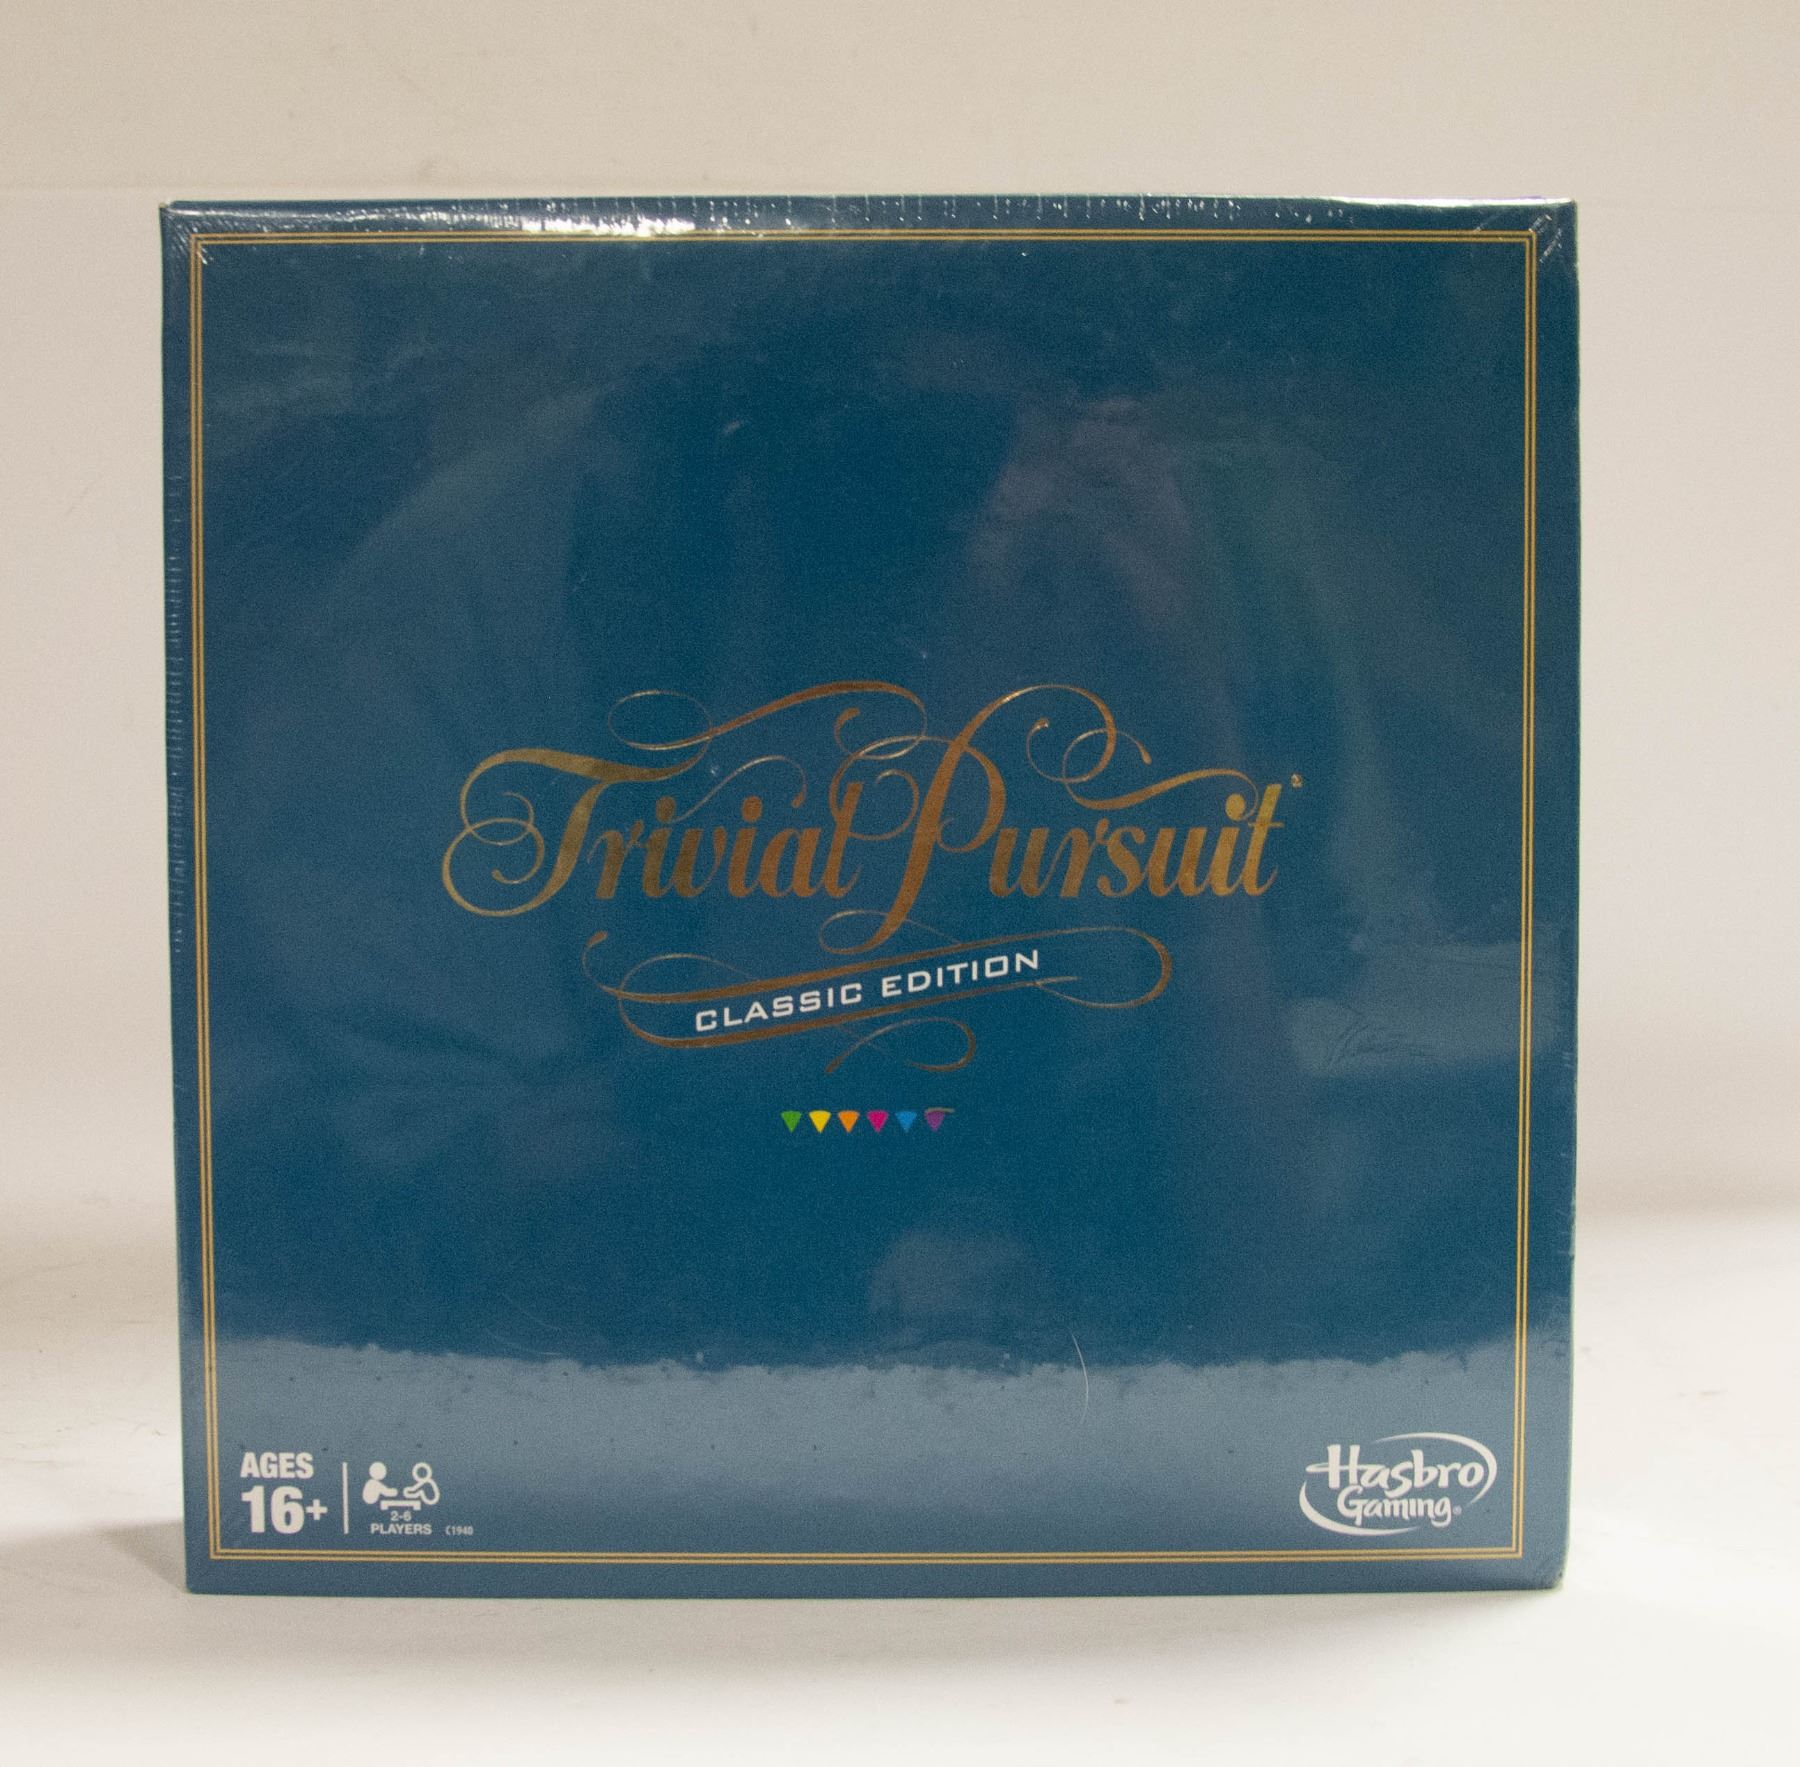 Trivial Pursuit
CLASSIC EDITION
AGES
16+
2-6
PLAYERS C1940
Hasbro
Gaming®